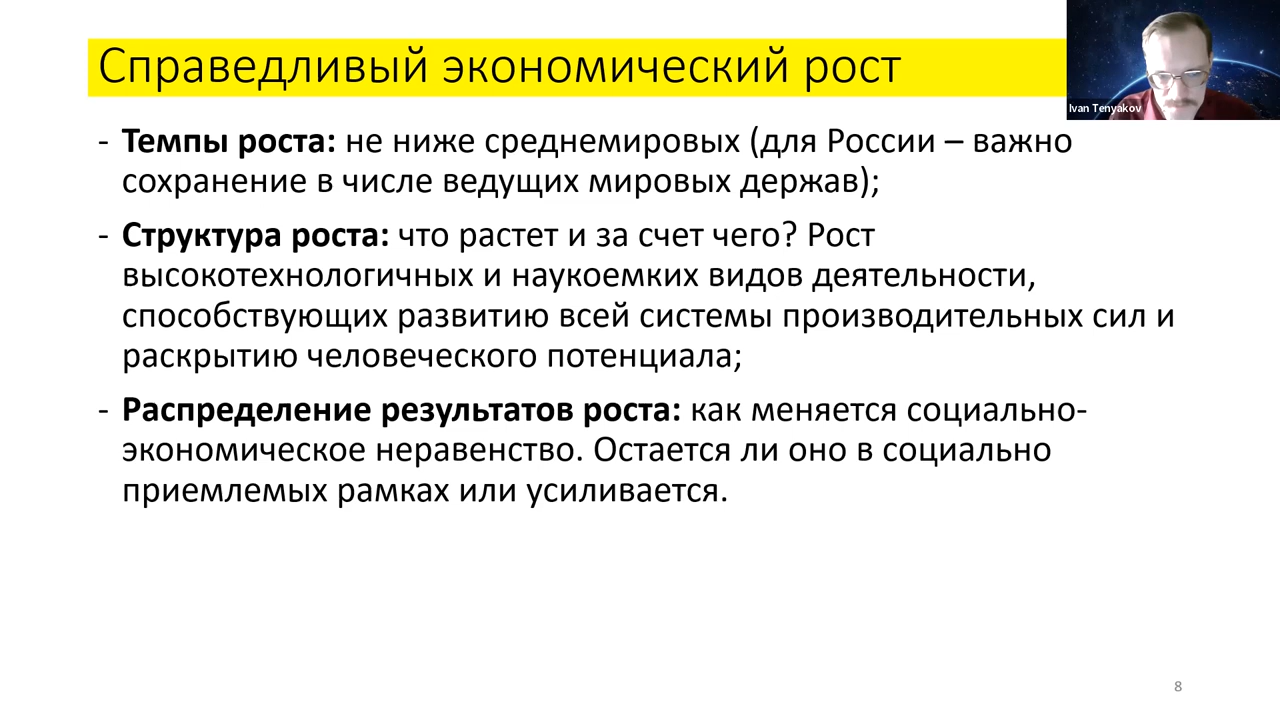 Справедливый экономический рост
Ivan Tenyakov
- Темпы роста: не ниже среднемировых (для России – важно
сохранение в числе ведущих мировых держав);
- Структура роста: что растет и за счет чего? Рост
высокотехнологичных и наукоемких видов деятельности,
способствующих развитию всей системы производительных сил и
раскрытию человеческого потенциала;
- Распределение результатов роста: как меняется социально-
экономическое неравенство. Остается ли оно в социально
приемлемых рамках или усиливается.
8